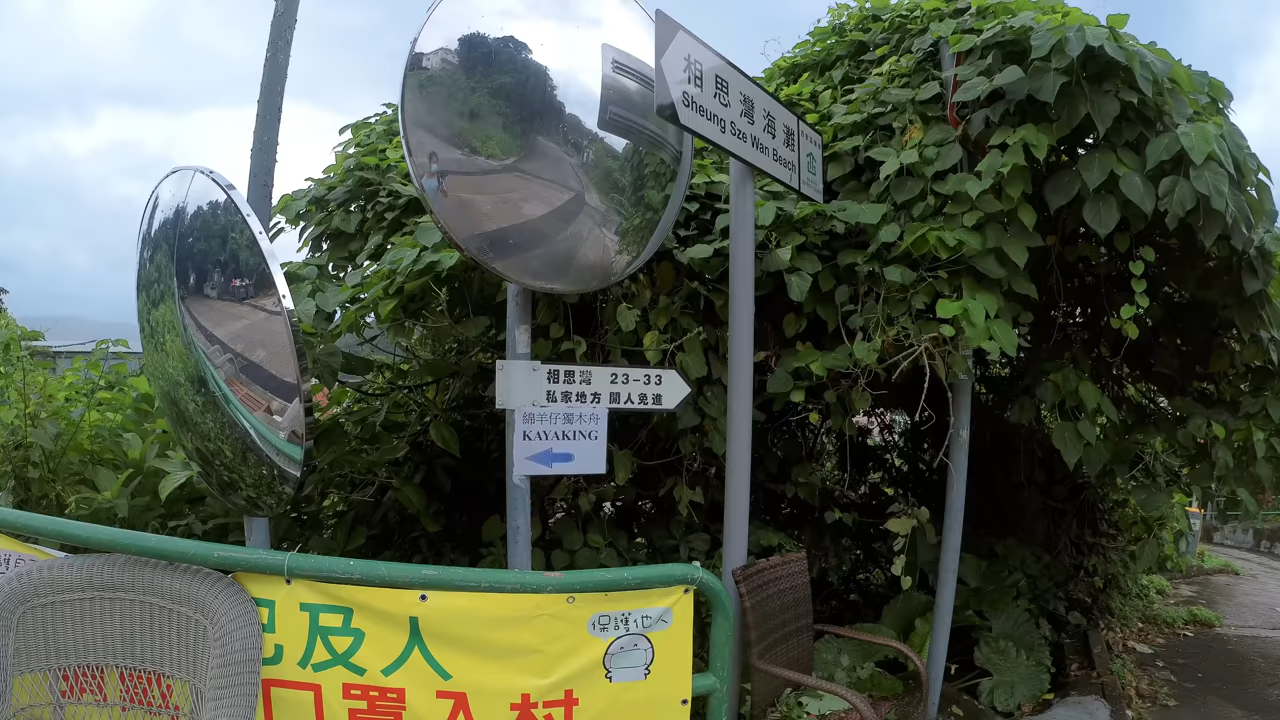 相思灣海灘
Sheung Sze Wan Beach
相思灣 23-33
私家地方 閒人免進
綿羊仔獨木舟
KAYAKING
己及人
保護他人
口罩入村